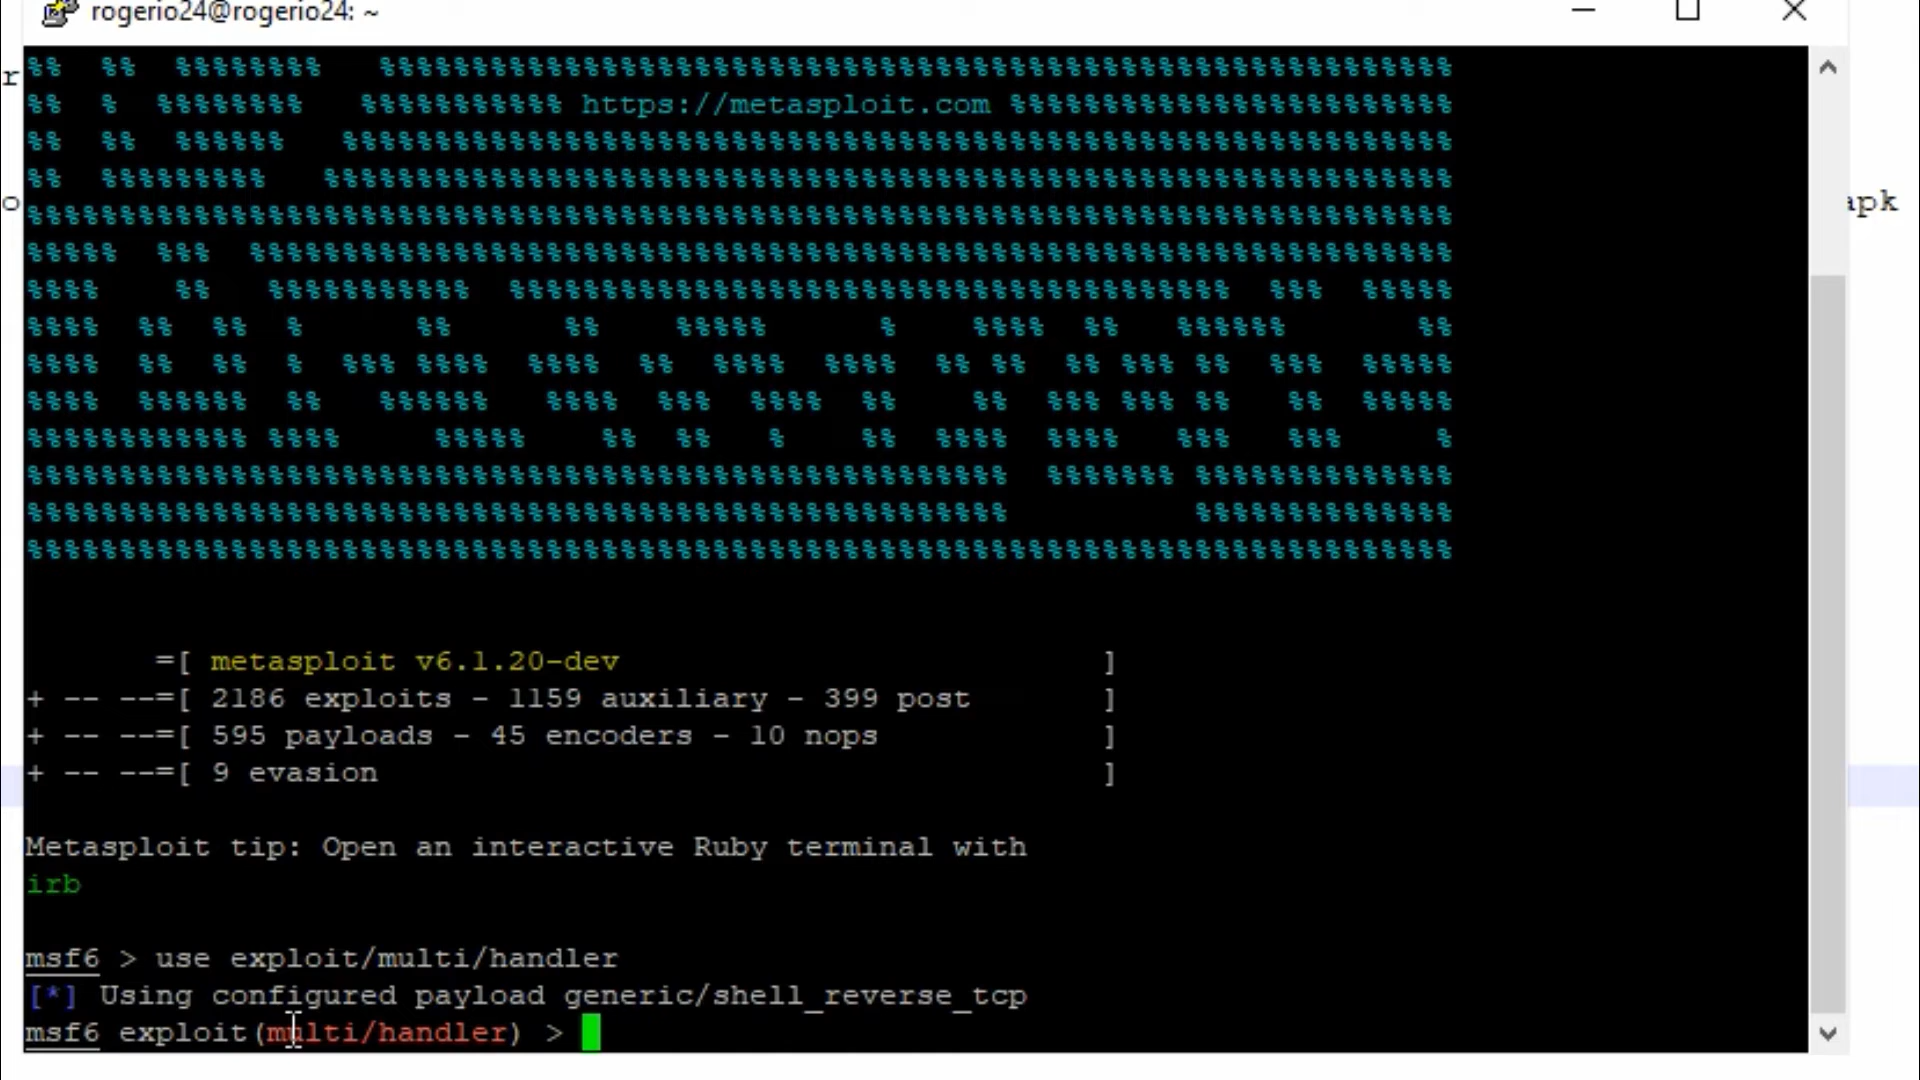 rogerio24@rogerio24: ~
r
%% %% %%%%%%%% %%%%%%%%%%%%%%%%%%%%%%%%%%%%%%%%%%%%%%%%%%%%%%%%%%
%% % %%%%%%%% %%%%%%%%%%% https://metasploit.com %%%%%%%%%%%%%%%%%%%%%%%%
%% %% %%%%%% %%%%%%%%%%%%%%%%%%%%%%%%%%%%%%%%%%%%%%%%%%%%%%%%%%%%
%% %%%%%%%%% %%%%%%%%%%%%%%%%%%%%%%%%%%%%%%%%%%%%%%%%%%%%%%%%%%%%%
o %%%%%%%%%%%%%%%%%%%%%%%%%%%%%%%%%%%%%%%%%%%%%%%%%%%%%%%%%%%%%%%%%%%%%%%%%%%%% apk
%%%%% %%% %%%%%%%%%%%%%%%%%%%%%%%%%%%%%%%%%%%%%%%%%%%%%%%%%%%%%%%%%%%%%%%%%
%%%% %% %%%%%%%%%%% %%%%%%%%%%%%%%%%%%%%%%%%%%%%%%%%%%%%%%% %%% %%%%%
%%%% %% %% % %% %% %%%%% % %%%% %% %%%%%% %%
%%%% %% %% % %%% %%%% %%%% %% %%%% %%%% %% %% %% %%% %% %%% %%%%%
%%%% %%%%%% %% %%%%%% %%%% %%% %%%% %% %% %%% %%% %% %% %%%%%
%%%%%%%%%%%% %%%% %%%%% %% %% % %% %%%% %%%% %%% %%% %
%%%%%%%%%%%%%%%%%%%%%%%%%%%%%%%%%%%%%%%%%%%%%%%%%%%%% %%%%%%% %%%%%%%%%%%%%%
%%%%%%%%%%%%%%%%%%%%%%%%%%%%%%%%%%%%%%%%%%%%%%%%%%%%% %%%%%%%%%%%%%%
%%%%%%%%%%%%%%%%%%%%%%%%%%%%%%%%%%%%%%%%%%%%%%%%%%%%%%%%%%%%%%%%%%%%%%%%%%%%%
=[ metasploit v6.1.20-dev ]
+ -- --=[ 2186 exploits - 1159 auxiliary - 399 post ]
+ -- --=[ 595 payloads - 45 encoders - 10 nops ]
+ -- --=[ 9 evasion ]
Metasploit tip: Open an interactive Ruby terminal with
irb
msf6 > use exploit/multi/handler
[*] Using configured payload generic/shell_reverse_tcp
msf6 exploit(multi/handler) >